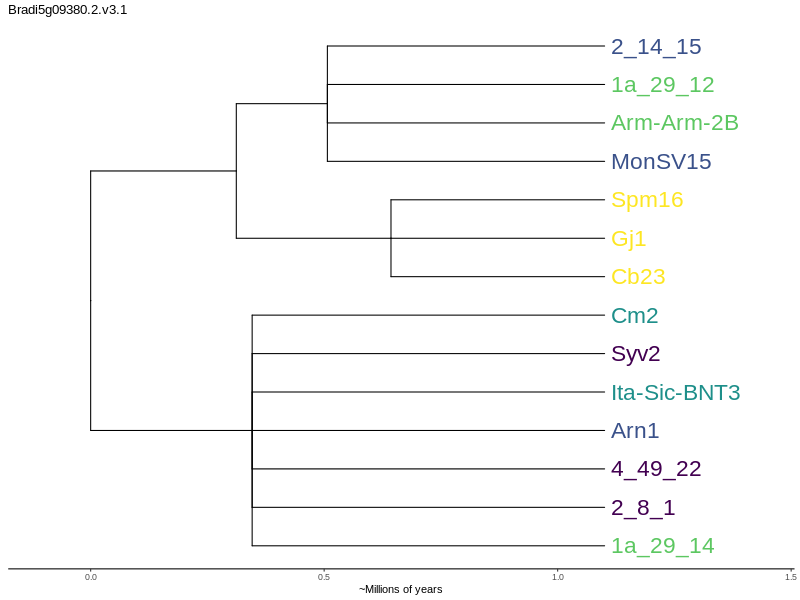 Bradi5g09380.2.v3.1
2_14_15
1a_29_12
Arm-Arm-2B
MonSV15
Spm16
Gj1
Cb23
Cm2
Syv2
Ita-Sic-BNT3
Arn1
4_49_22
2_8_1
1a_29_14
0.0 0.5 1.0 1.5
~Millions of years